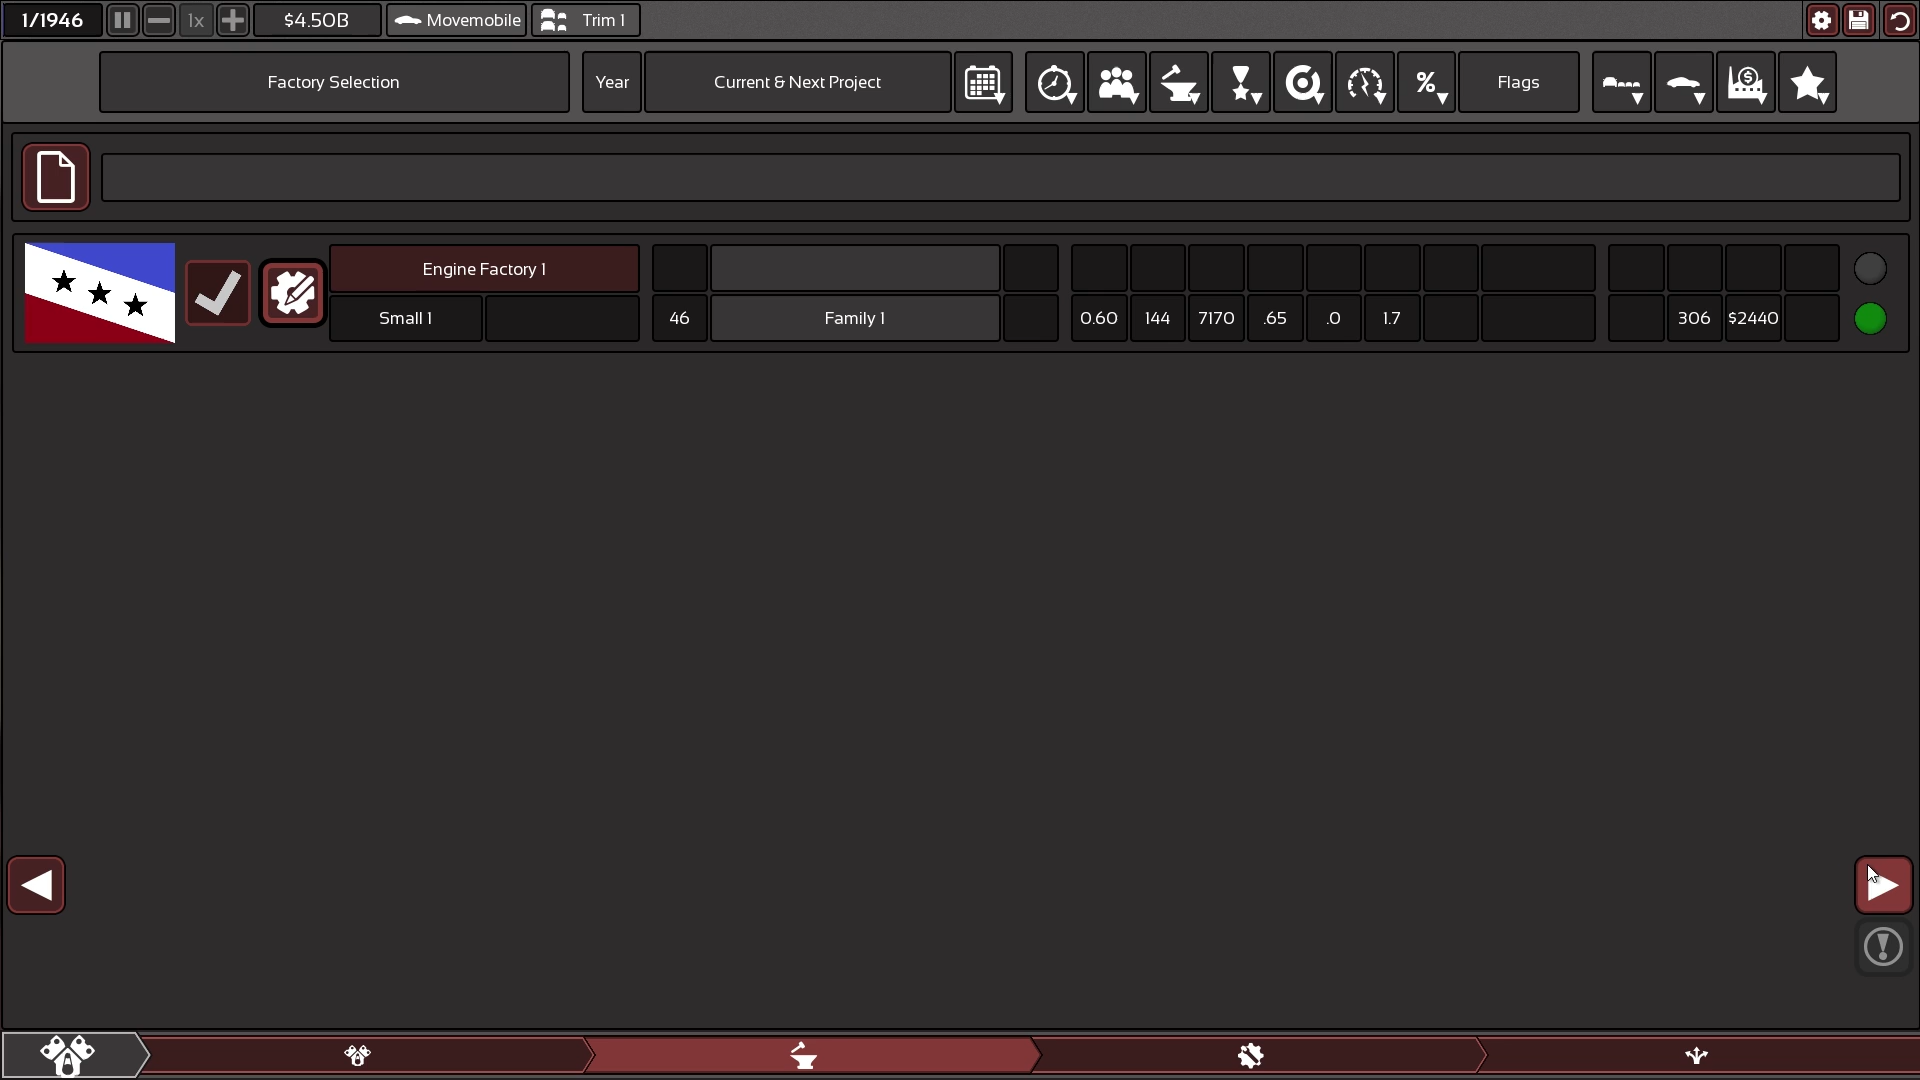 1/1946 1x $4.50B Movemobile Trim 1
Factory Selection Year Current & Next Project % Flags
Engine Factory 1
Small 1 46 Family 1 0.60 144 7170 .65 .0 1.7 306 $2440